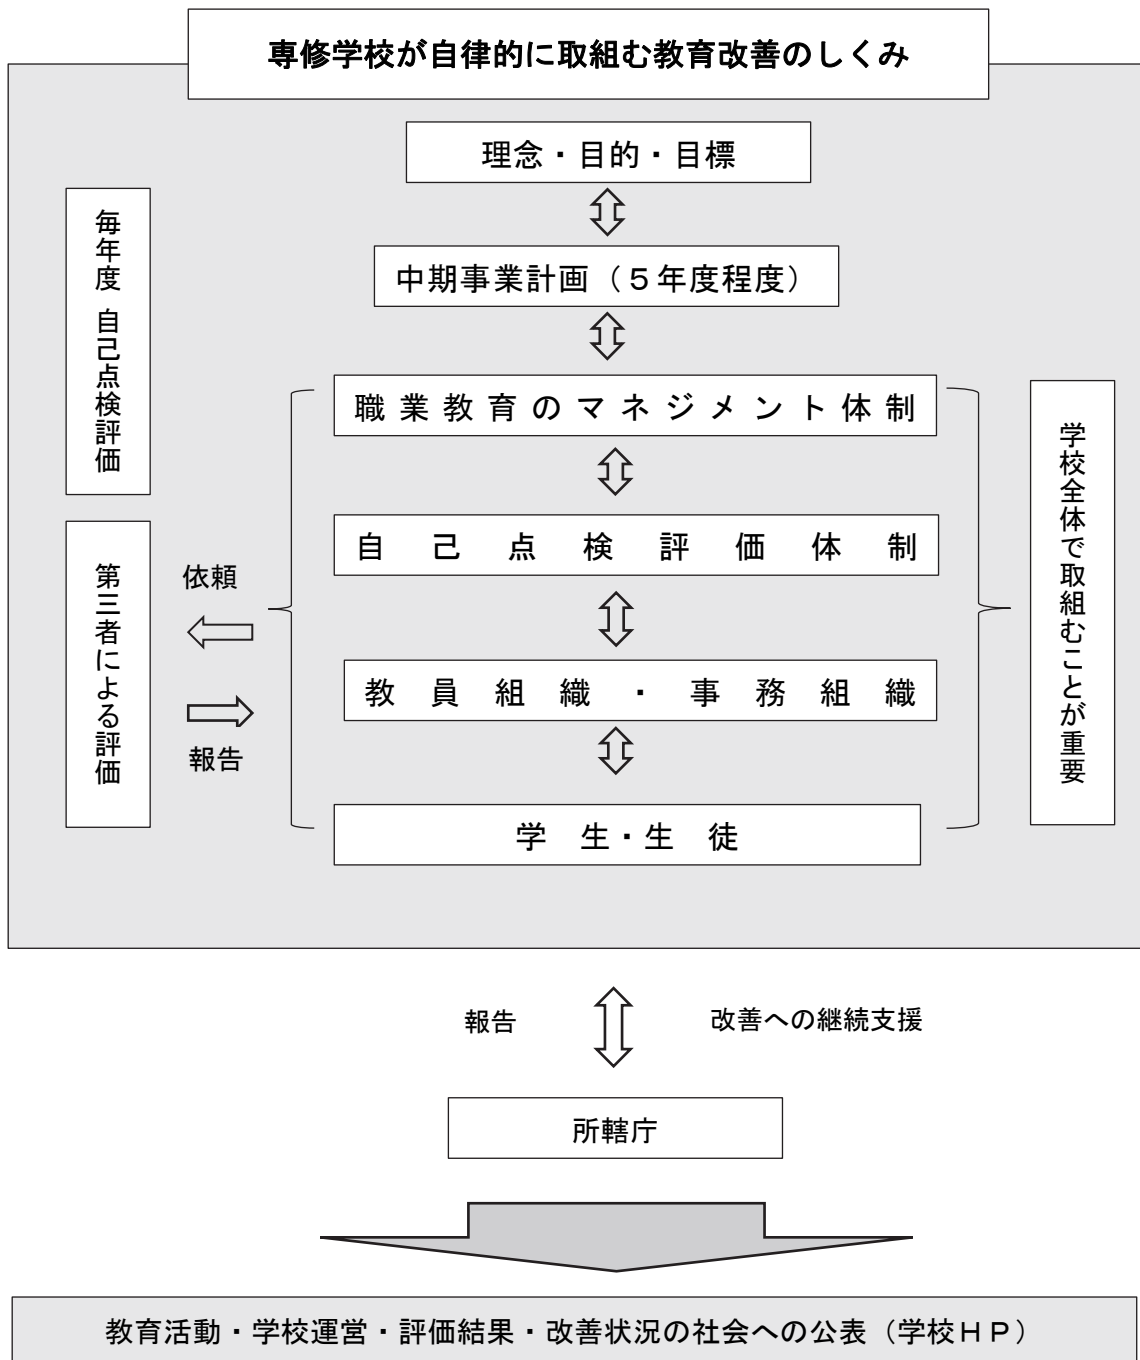 専修学校が自律的に取組む教育改善のしくみ
理念・目的・目標
中期事業計画（５年度程度）
毎年度 自己点検評価
職業教育のマネジメント体制
自己点検評価体制
教員組織・事務組織
学生・生徒
第三者による評価
依頼
報告
学校全体で取組むことが重要
報告
改善への継続支援
所轄庁
教育活動・学校運営・評価結果・改善状況の社会への公表（学校ＨＰ）